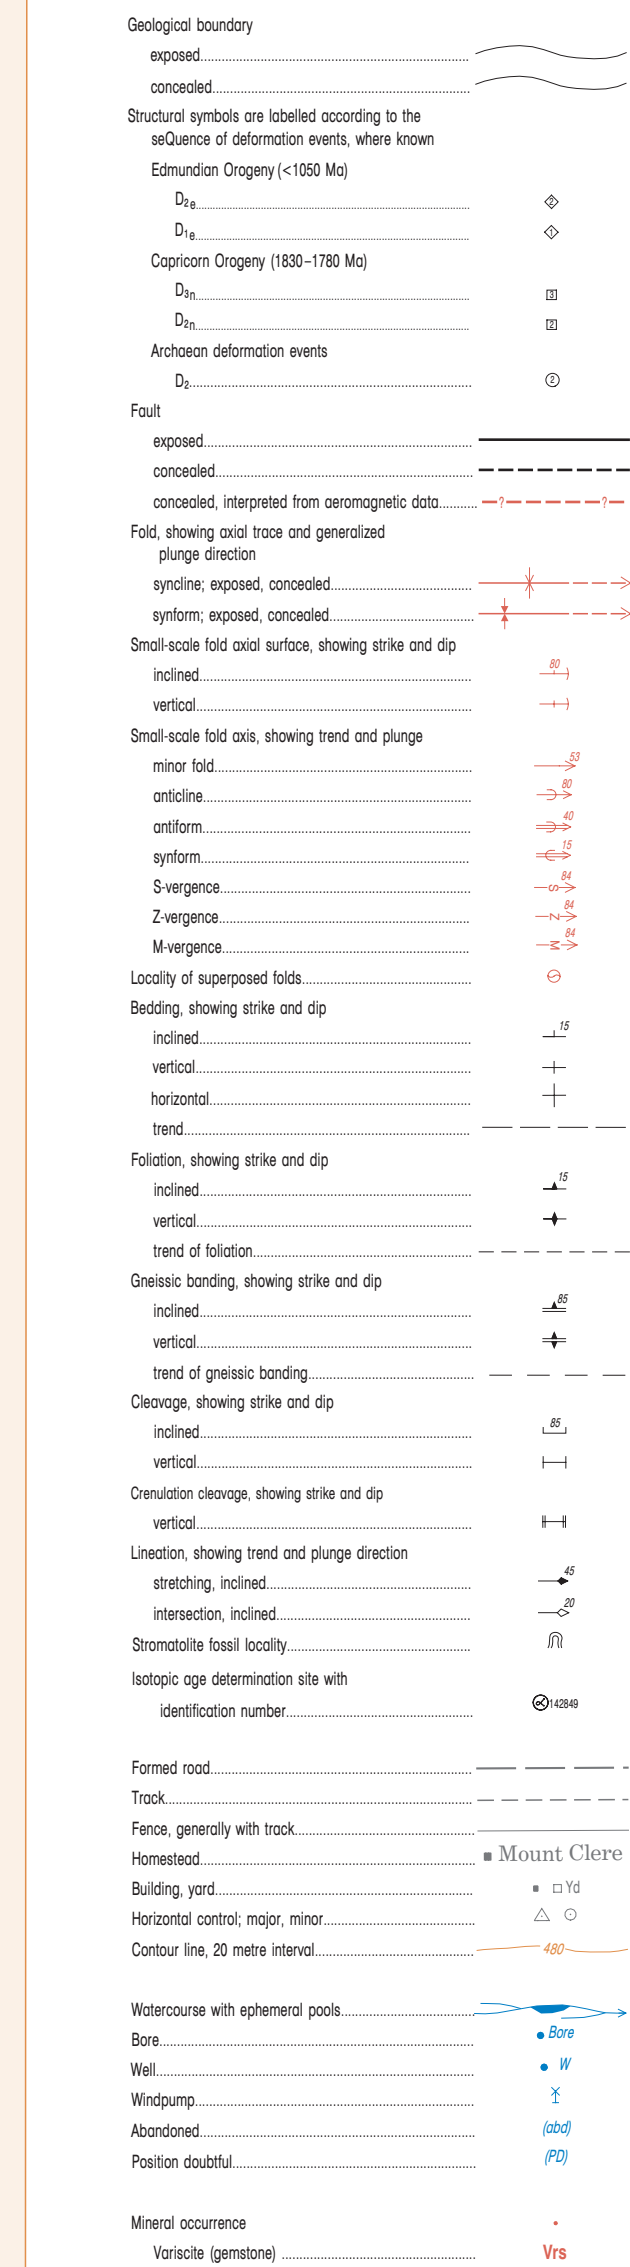 Geological boundary
exposed
concealed
Structural symbols are labelled according to the
seQuence of deformation events, where known
Edmundian Orogeny (<1050 Ma)
D2e 2
D1e 1
Capricorn Orogeny (1830–1780 Ma)
D3n 3
D2n 2
Archaean deformation events
D2 2
Fault
exposed
concealed
concealed, interpreted from aeromagnetic data ? ?
Fold, showing axial trace and generalized
plunge direction
syncline; exposed, concealed
synform; exposed, concealed
Small-scale fold axial surface, showing strike and dip
inclined 80
vertical
Small-scale fold axis, showing trend and plunge
minor fold 53
anticline 80
antiform 40
synform 15
S-vergence S 84
Z-vergence Z 84
M-vergence M 84
Locality of superposed folds
Bedding, showing strike and dip
inclined 15
vertical
horizontal
trend
Foliation, showing strike and dip
inclined 15
vertical
trend of foliation
Gneissic banding, showing strike and dip
inclined 85
vertical
trend of gneissic banding
Cleavage, showing strike and dip
inclined 85
vertical
Crenulation cleavage, showing strike and dip
vertical
Lineation, showing trend and plunge direction
stretching, inclined 45
intersection, inclined 20
Stromatolite fossil locality
Isotopic age determination site with
identification number 142849
Formed road
Track
Fence, generally with track
Homestead Mount Clere
Building, yard Yd
Horizontal control; major, minor
Contour line, 20 metre interval 480
Watercourse with ephemeral pools
Bore Bore
Well W
Windpump
Abandoned (abd)
Position doubtful (PD)
Mineral occurrence
Variscite (gemstone) Vrs